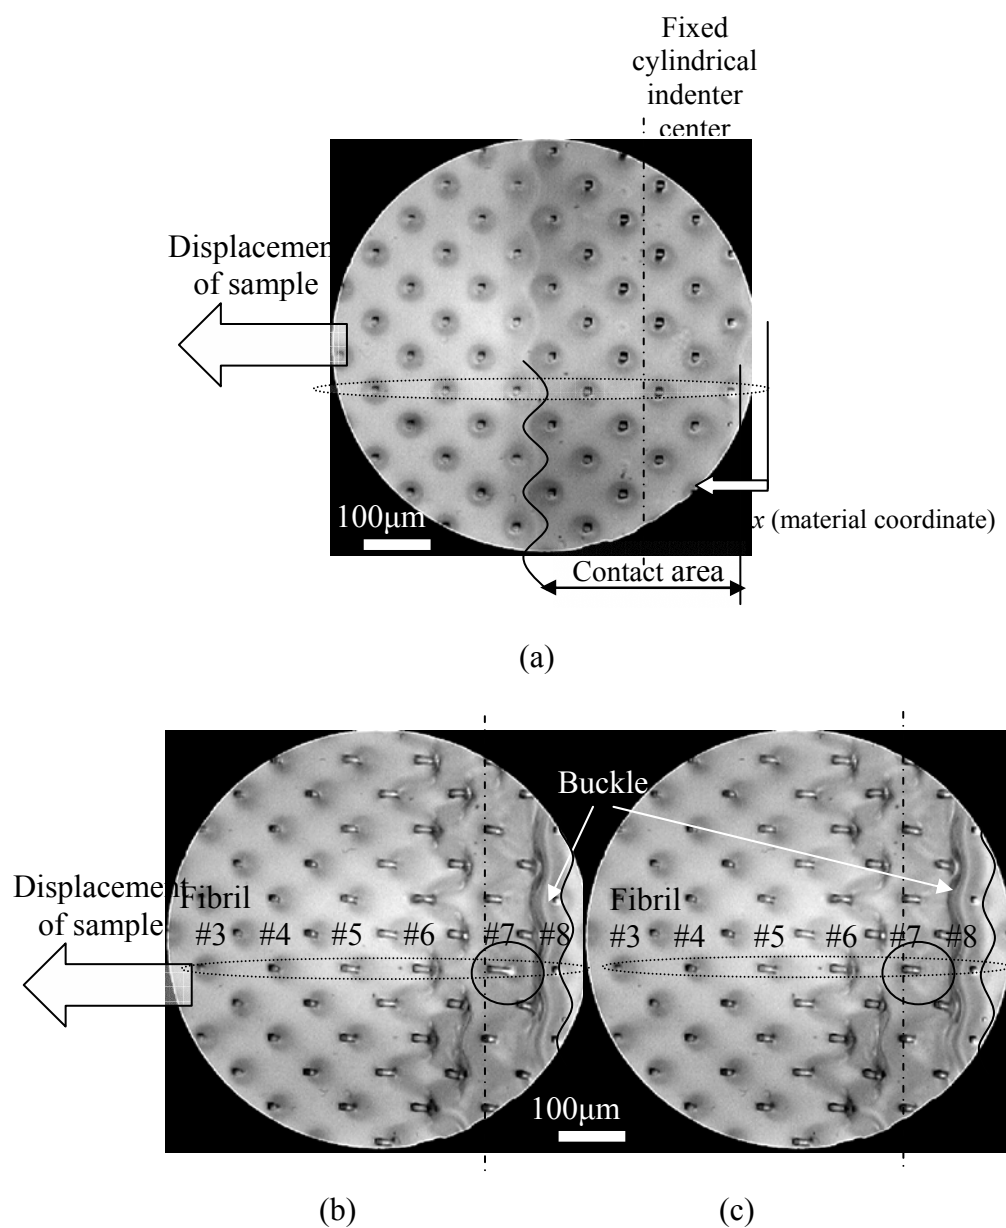 Fixed
cylindrical
indenter
center
Displacement
of sample
100μm
x (material coordinate)
Contact area
(a)
Buckle
Displacement
of sample
Fibril
#3 #4 #5 #6 #7 #8
Fibril
#3 #4 #5 #6 #7 #8
100μm
(b)
(c)